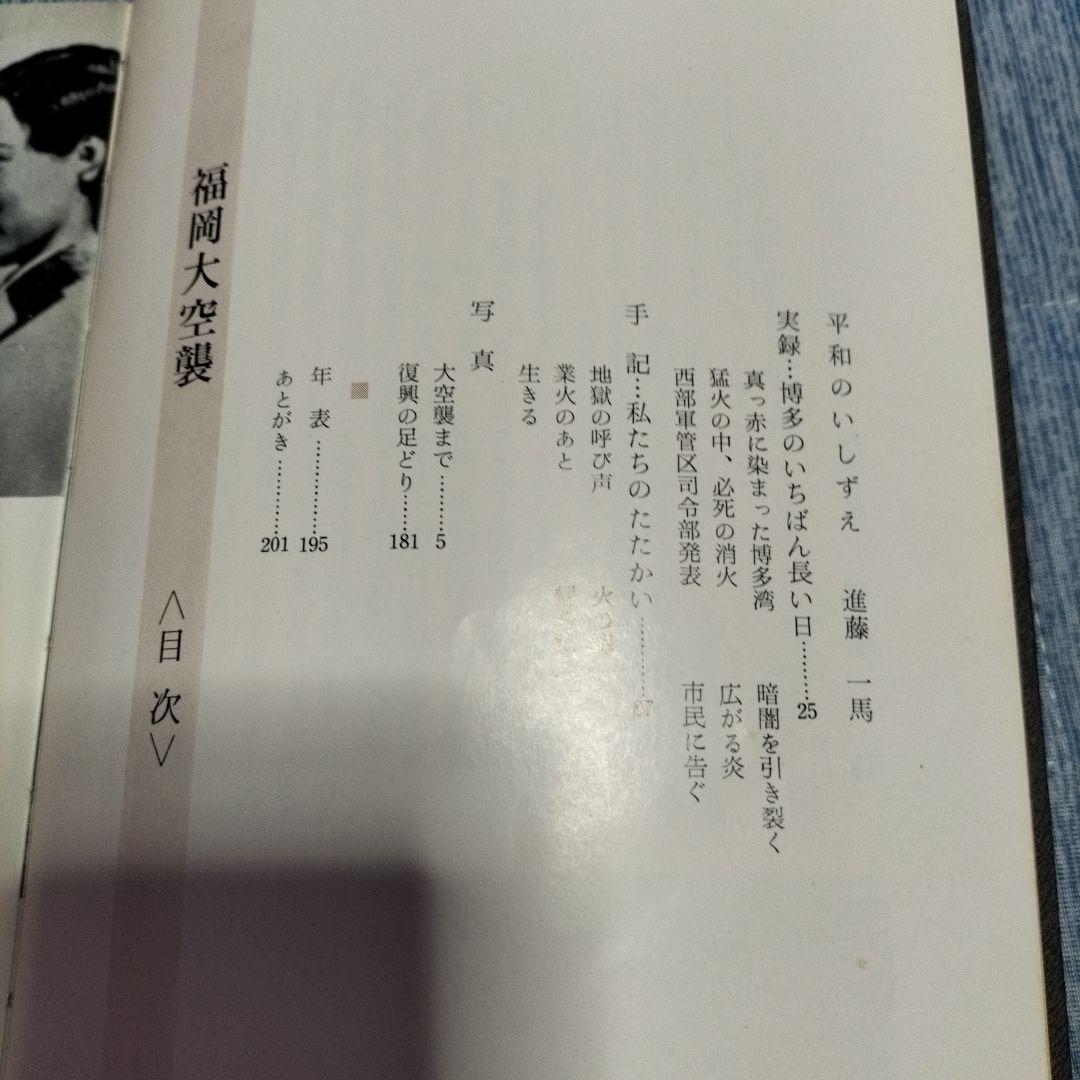 平和のいしずえ　進藤　一馬
実録…博多のいちばん長い日………25
真っ赤に染まった博多湾　暗闇を引き裂く
猛火の中、必死の消火　広がる炎
西部軍管区司令部発表　市民に告ぐ
手　記…私たちのたたかい…………
地獄の呼び声
業火のあと
生きる
写　真
大空襲まで………5
復興の足どり……181
年　表…………195
あとがき…………201
福岡大空襲　＜目　次＞